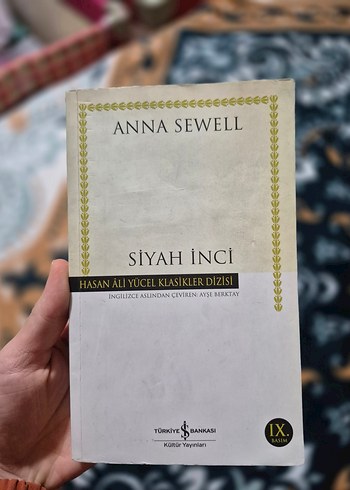 ANNA SEWELL
SİYAH İNCİ
HASAN ÂLİ YÜCEL KLASİKLER DİZİSİ
İNGİLİZCE ASLINDAN ÇEVİREN: AYŞE BERKTAY
TÜRKİYE İŞ BANKASI
Kültür Yayınları
IX.
BASIM